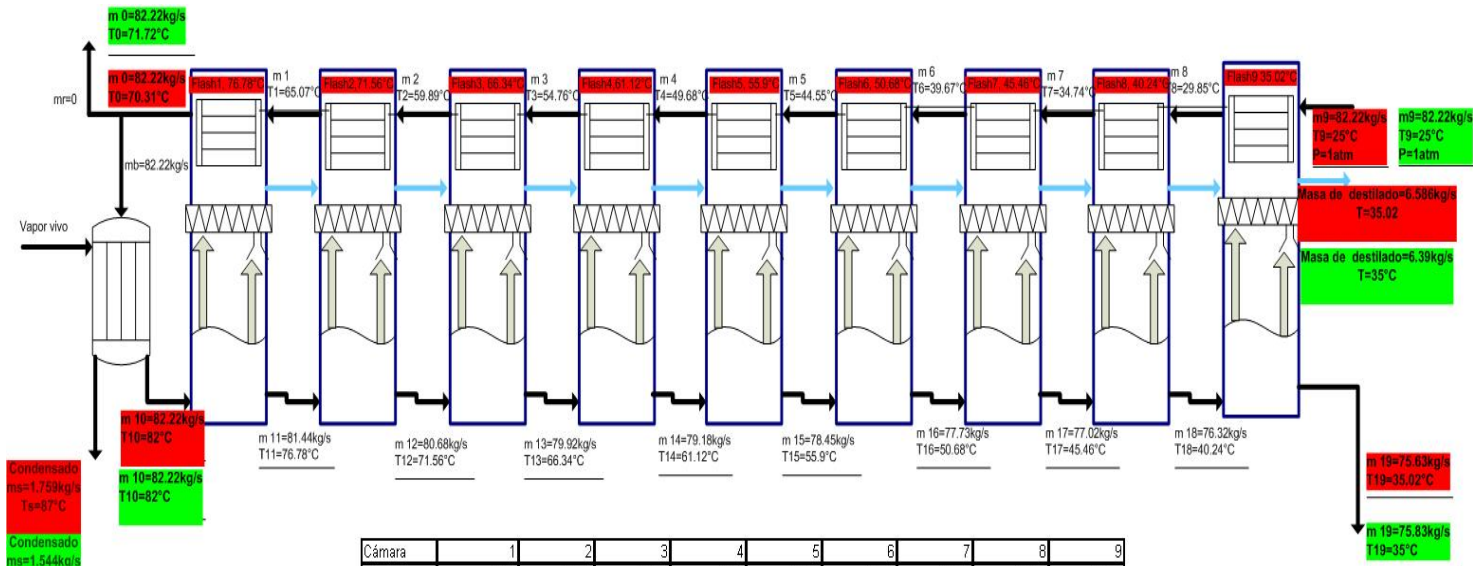 m 0=82.22kg/s
T0=71.72°C
m 0=82.22kg/s
T0=70.31°C
mr=0
mb=82.22kg/s
Vapor vivo
Flash1, 76.78°C
m 1
T1=65.07°C
Flash2,71.56°C
m 2
T2=59.89°C
Flash3, 66.34°C
m 3
T3=54.76°C
Flash4,61.12°C
m 4
T4=49.68°C
Flash5, 55.9°C
m 5
T5=44.55°C
Flash6, 50.68°C
m 6
T6=39.67°C
Flash7, 45.46°C
m 7
T7=34.74°C
Flash8, 40.24°C
m 8
T8=29.85°C
Flash9 35.02°C
m9=82.22kg/s
T9=25°C
P=1atm
m9=82.22kg/s
T9=25°C
P=1atm
Masa de destilado=6.586kg/s
T=35.02
Masa de destilado=6.39kg/s
T=35°C
m 10=82.22kg/s
T10=82°C
m 10=82.22kg/s
T10=82°C
Condensado
ms=1.759kg/s
Ts=87°C
Condensado
ms=1.544kg/s
m 11=81.44kg/s
T11=76.78°C
m 12=80.68kg/s
T12=71.56°C
m 13=79.92kg/s
T13=66.34°C
m 14=79.18kg/s
T14=61.12°C
m 15=78.45kg/s
T15=55.9°C
m 16=77.73kg/s
T16=50.68°C
m 17=77.02kg/s
T17=45.46°C
m 18=76.32kg/s
T18=40.24°C
m 19=75.63kg/s
T19=35.02°C
m 19=75.83kg/s
T19=35°C
Cámara 1 2 3 4 5 6 7 8 9